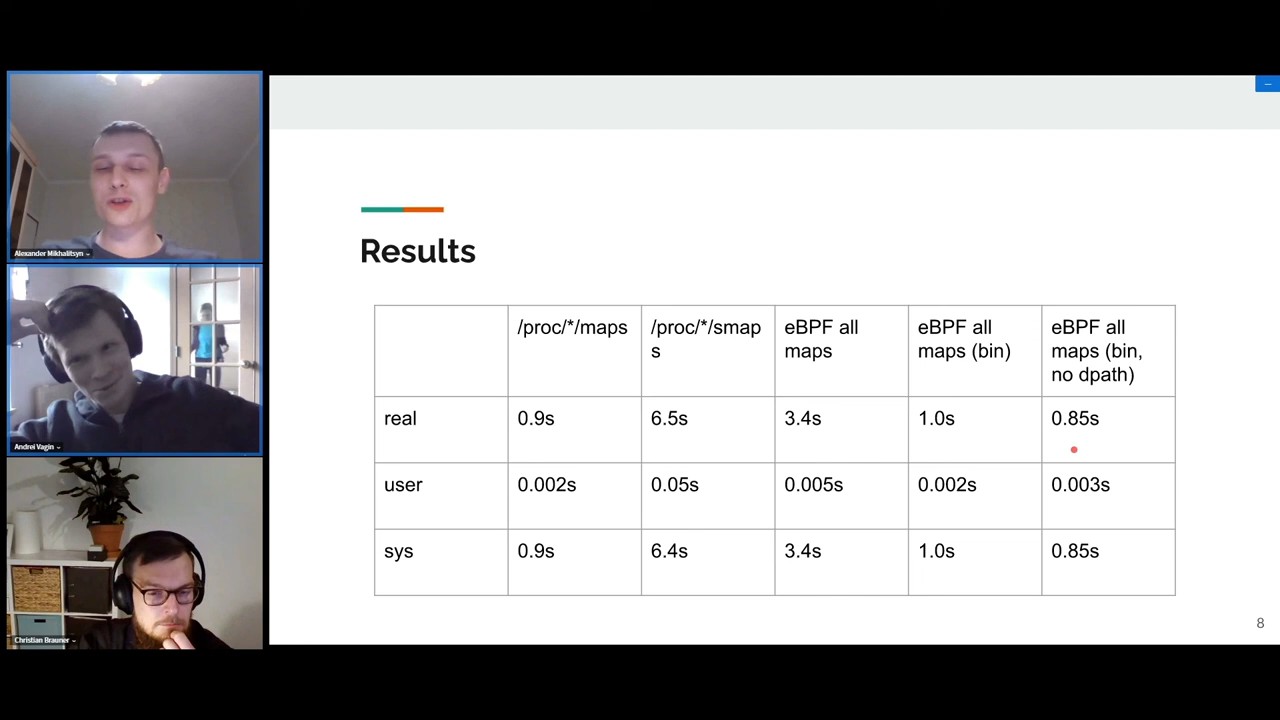 Alexander Mikhalitsyn
Andrei Vagin
Christian Brauner
Results
/proc/*/maps
/proc/*/smap
s
eBPF all
maps
eBPF all
maps (bin)
eBPF all
maps (bin,
no dpath)
real
0.9s
6.5s
3.4s
1.0s
0.85s
user
0.002s
0.05s
0.005s
0.002s
0.003s
sys
0.9s
6.4s
3.4s
1.0s
0.85s
8